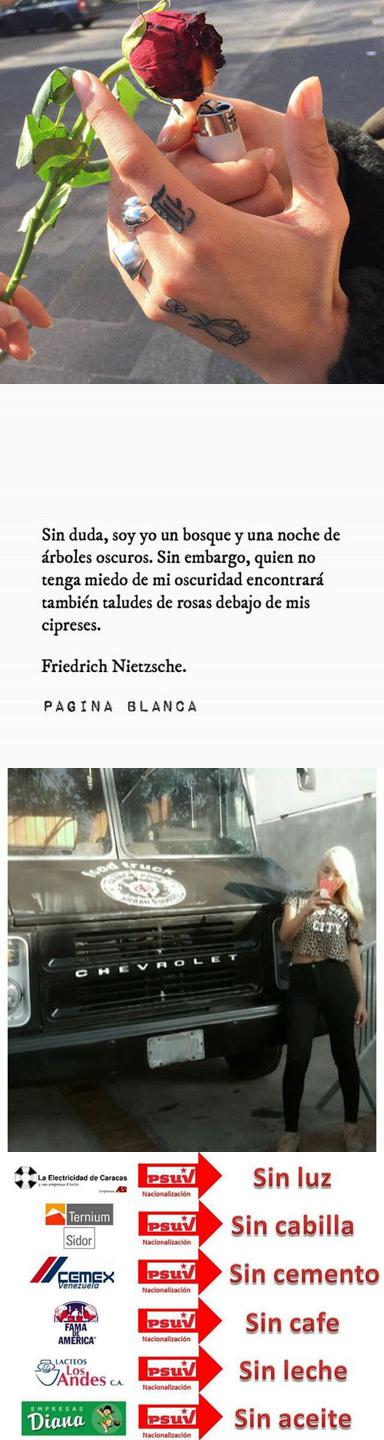 Sin duda, soy yo un bosque y una noche de
árboles oscuros. Sin embargo, quien no
tenga miedo de mi oscuridad encontrará
también taludes de rosas debajo de mis
cipreses.
Friedrich Nietzsche.
PAGINA BLANCA
food truck
CHEVROLET
CITY
La Electricidad de Caracas
psuv
Nacionalización
Sin luz
Ternium
Sidor
psuv
Nacionalización
Sin cabilla
CEMEX
Venezuela
psuv
Nacionalización
Sin cemento
FAMA
DE
AMERICA
psuv
Nacionalización
Sin cafe
LACTEOS
Los
Andes C.A.
psuv
Nacionalización
Sin leche
EMPRESAS
Diana
psuv
Nacionalización
Sin aceite